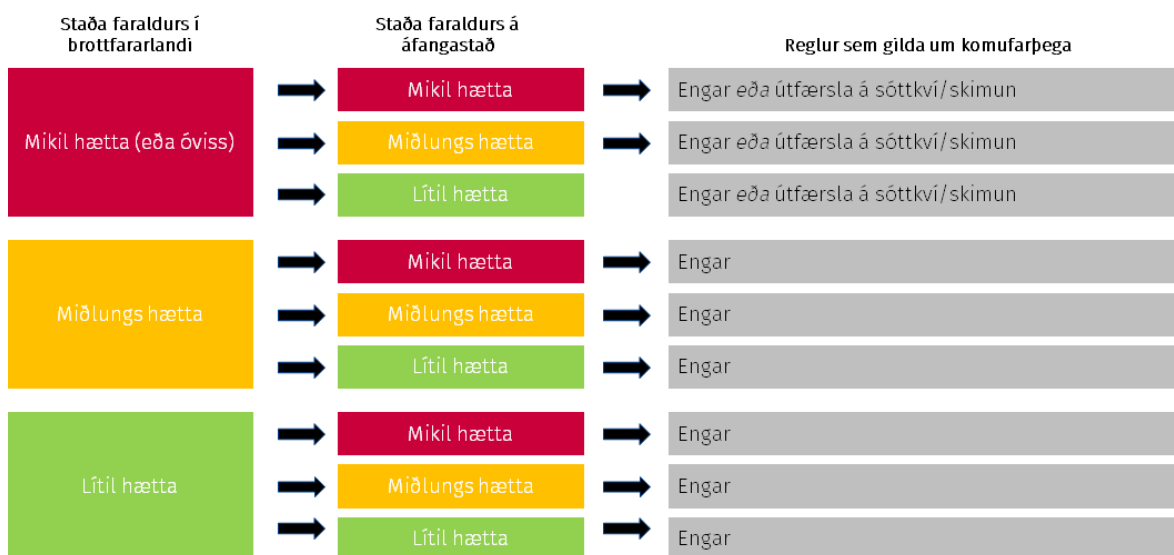 Staða faraldurs í
brottfararlandi
Staða faraldurs á
áfangastað
Reglur sem gilda um komufarþega
Mikil hætta (eða óviss)
Mikil hætta
Engar eða útfærsla á sóttkví/skimun
Miðlungs hætta
Engar eða útfærsla á sóttkví/skimun
Lítil hætta
Engar eða útfærsla á sóttkví/skimun
Miðlungs hætta
Mikil hætta
Engar
Miðlungs hætta
Engar
Lítil hætta
Engar
Lítil hætta
Mikil hætta
Engar
Miðlungs hætta
Engar
Lítil hætta
Engar